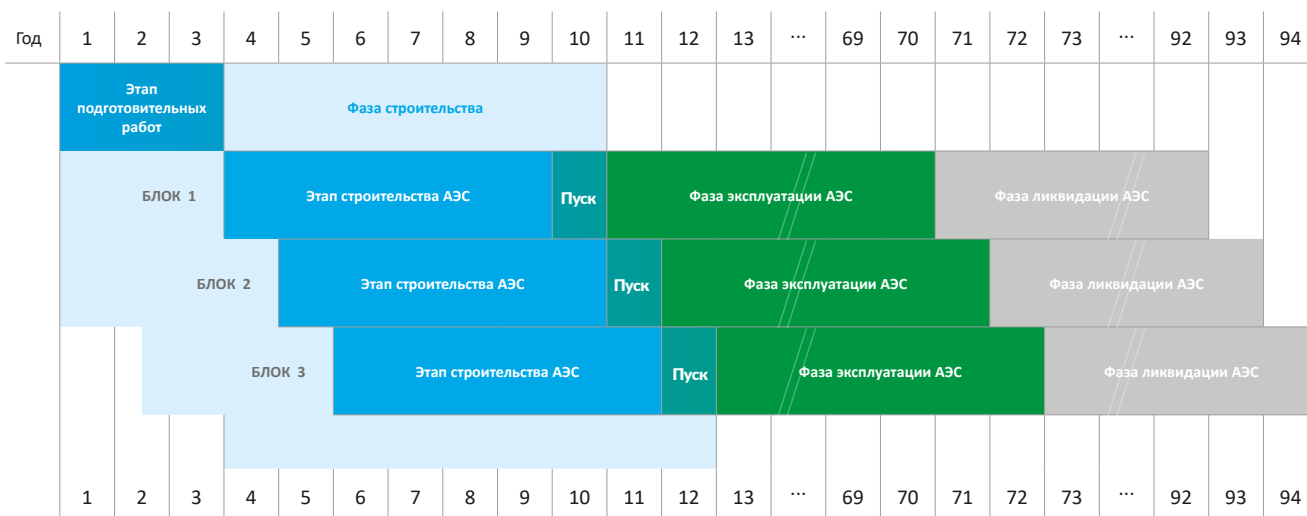 Год 1 2 3 4 5 6 7 8 9 10 11 12 13 ... 69 70 71 72 73 ... 92 93 94
Этап
подготовительных
работ
Фаза строительства
БЛОК 1 Этап строительства АЭС Пуск Фаза эксплуатации АЭС Фаза ликвидации АЭС
БЛОК 2 Этап строительства АЭС Пуск Фаза эксплуатации АЭС Фаза ликвидации АЭС
БЛОК 3 Этап строительства АЭС Пуск Фаза эксплуатации АЭС Фаза ликвидации АЭС
1 2 3 4 5 6 7 8 9 10 11 12 13 ... 69 70 71 72 73 ... 92 93 94